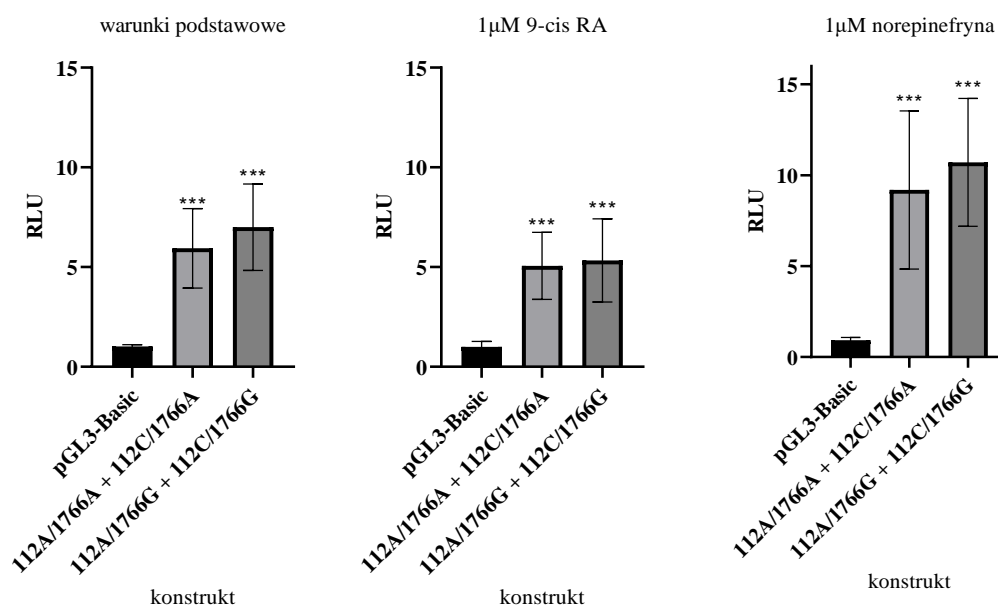 warunki podstawowe
15
10
5
0
RLU
***
***
pGL3-Basic
112A/1766A + 112C/1766A
112A/1766G + 112C/1766G
konstrukt
1μM 9-cis RA
15
10
5
0
RLU
***
***
pGL3-Basic
112A/1766A + 112C/1766A
112A/1766G + 112C/1766G
konstrukt
1μM norepinefryna
15
10
5
0
RLU
***
***
pGL3-Basic
112A/1766A + 112C/1766A
112A/1766G + 112C/1766G
konstrukt